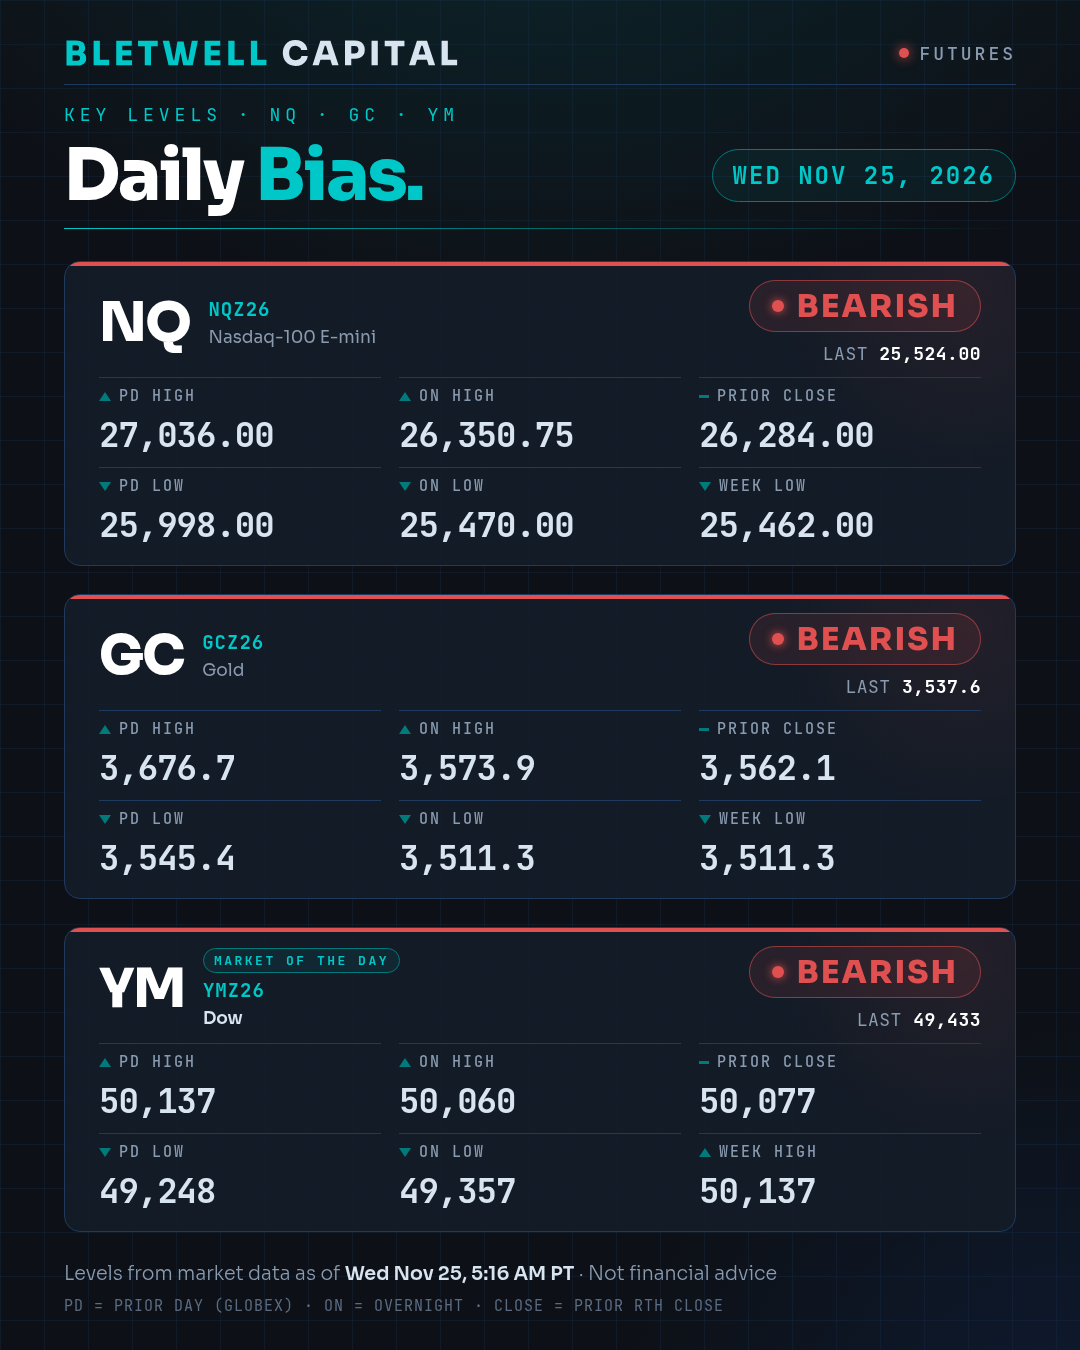 BLETWELL CAPITAL
FUTURES
KEY LEVELS · NQ · GC · YM
Daily Bias.
WED NOV 25, 2026
NQ
NQZ26
Nasdaq-100 E-mini
BEARISH
LAST 25,524.00
PD HIGH
ON HIGH
PRIOR CLOSE
27,036.00
26,350.75
26,284.00
PD LOW
ON LOW
WEEK LOW
25,998.00
25,470.00
25,462.00
GC
GCZ26
Gold
BEARISH
LAST 3,537.6
PD HIGH
ON HIGH
PRIOR CLOSE
3,676.7
3,573.9
3,562.1
PD LOW
ON LOW
WEEK LOW
3,545.4
3,511.3
3,511.3
YM
MARKET OF THE DAY
YMZ26
Dow
BEARISH
LAST 49,433
PD HIGH
ON HIGH
PRIOR CLOSE
50,137
50,060
50,077
PD LOW
ON LOW
WEEK HIGH
49,248
49,357
50,137
Levels from market data as of Wed Nov 25, 5:16 AM PT · Not financial advice
PD = PRIOR DAY (GLOBEX) · ON = OVERNIGHT · CLOSE = PRIOR RTH CLOSE